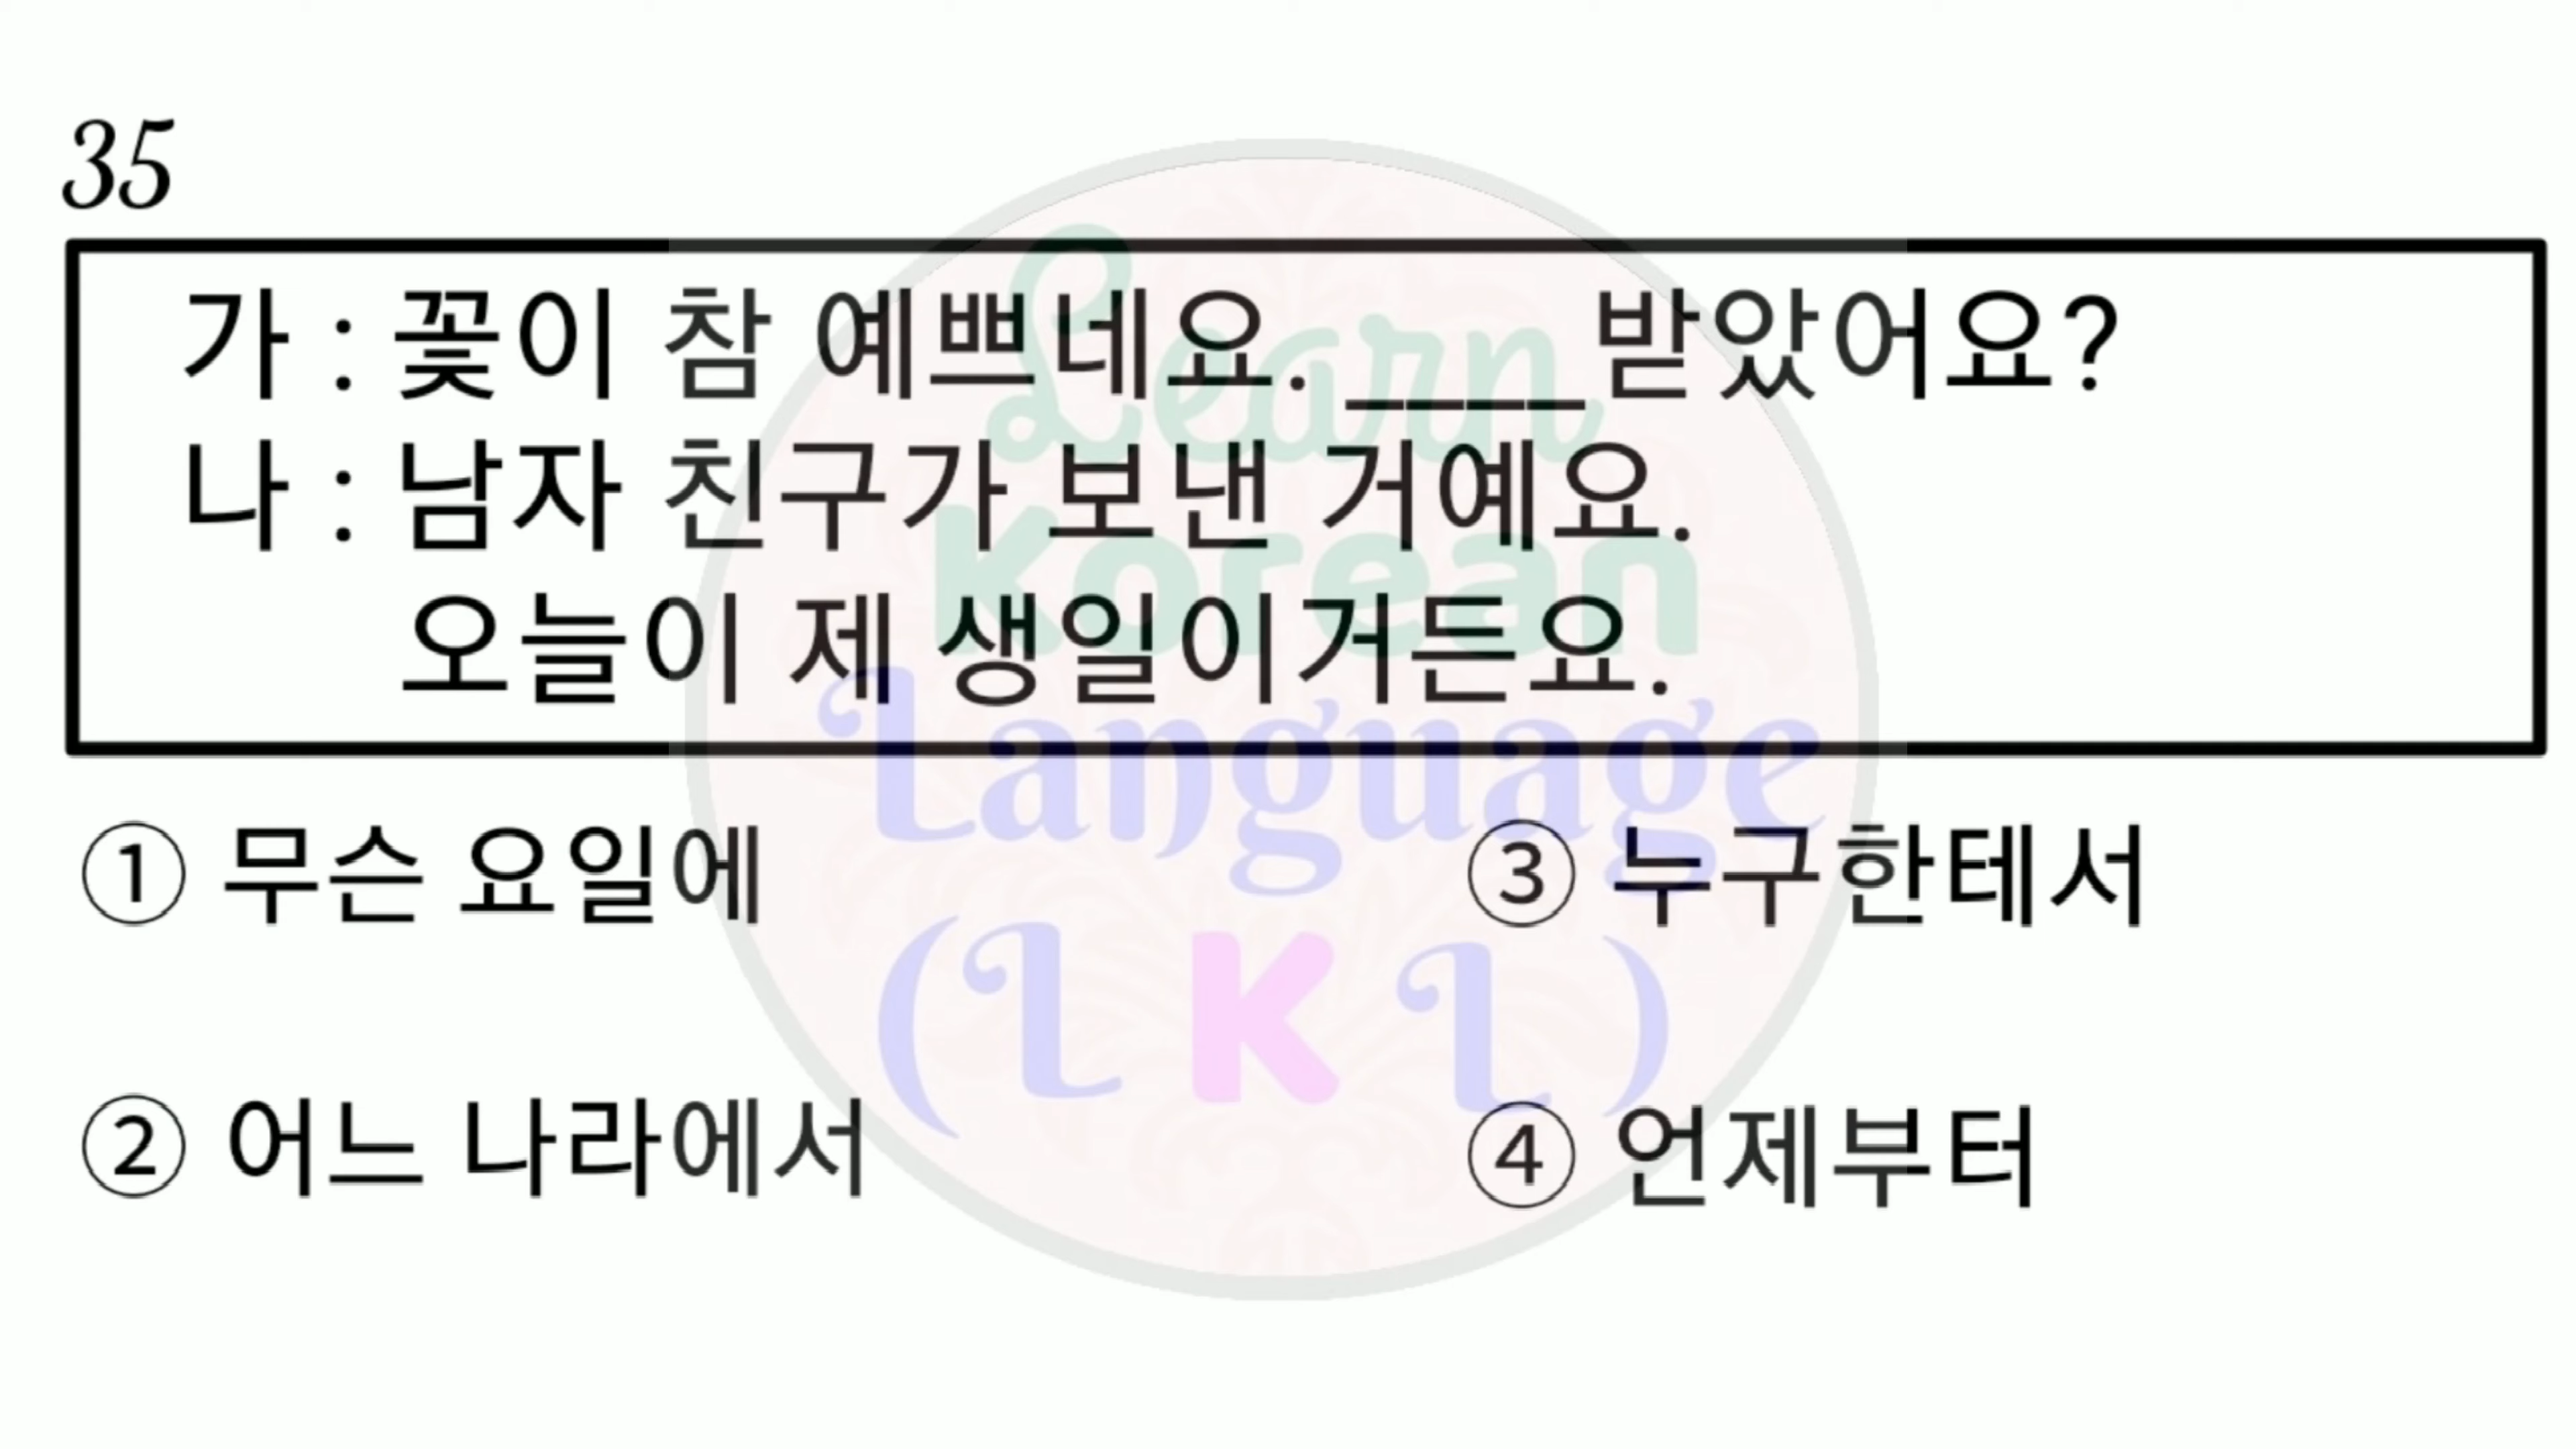 35
가 : 꽃이 참 예쁘네요. ____ 받았어요?
나 : 남자 친구가 보낸 거예요.
오늘이 제 생일이거든요.
① 무슨 요일에
③ 누구한테서
② 어느 나라에서
④ 언제부터
Learn
Korean
Language
(L K L)